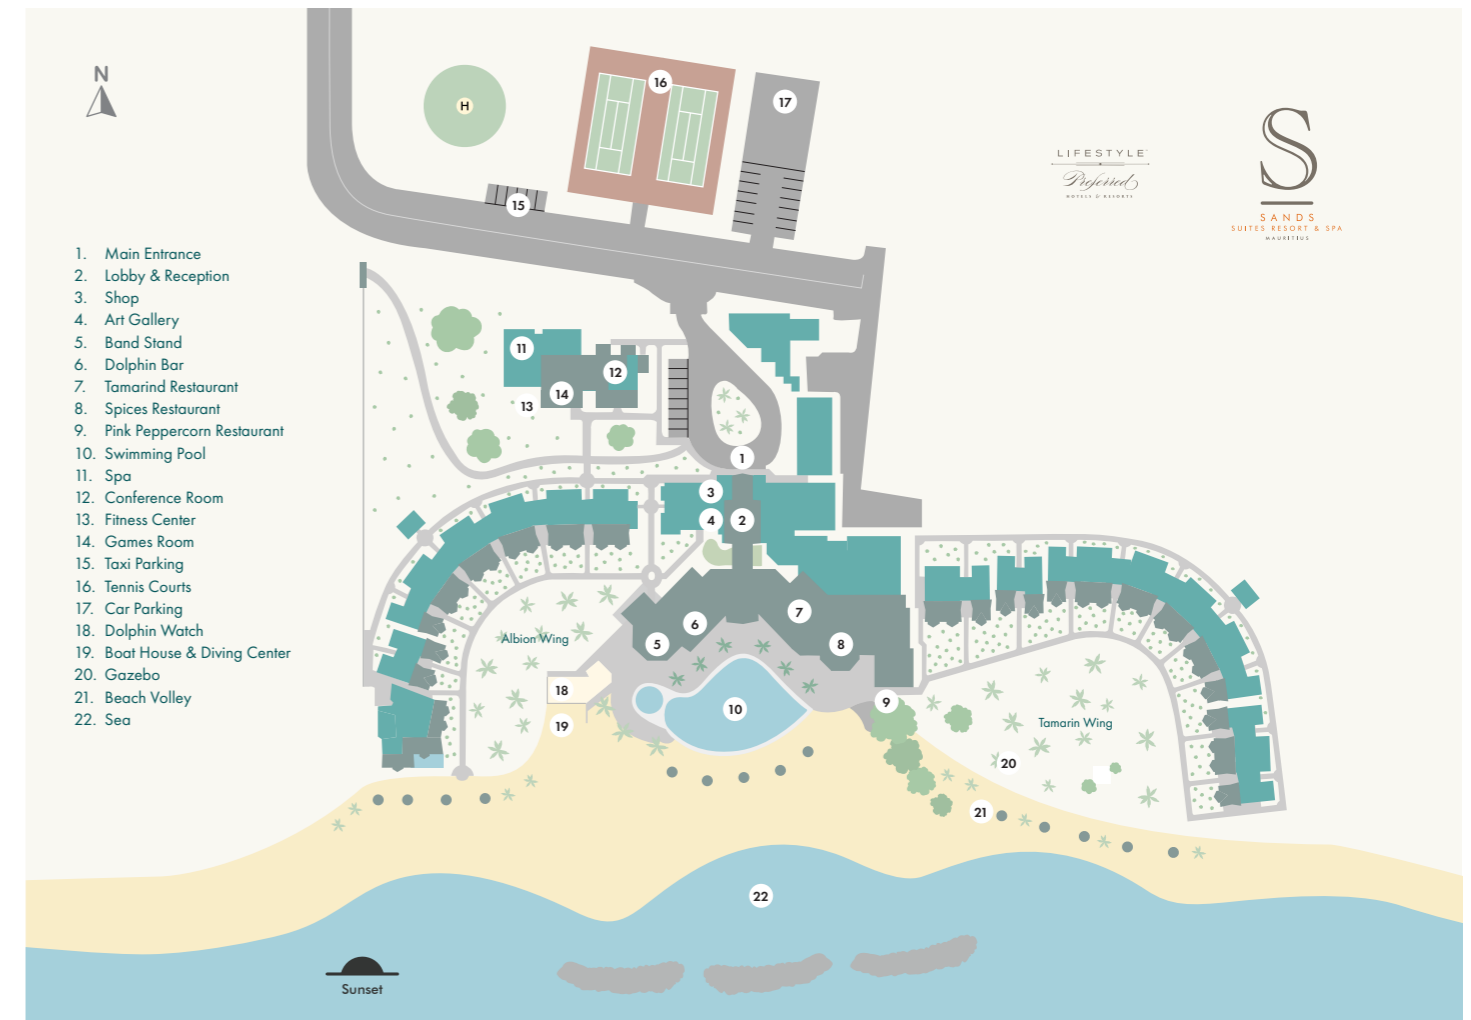 N
H
16
17
15
LIFESTYLE
Preferred
HOTELS & RESORTS
S
SANDS
SUITES RESORT & SPA
MAURITIUS
1. Main Entrance
2. Lobby & Reception
3. Shop
4. Art Gallery
5. Band Stand
6. Dolphin Bar
7. Tamarind Restaurant
8. Spices Restaurant
9. Pink Peppercorn Restaurant
10. Swimming Pool
11. Spa
12. Conference Room
13. Fitness Center
14. Games Room
15. Taxi Parking
16. Tennis Courts
17. Car Parking
18. Dolphin Watch
19. Boat House & Diving Center
20. Gazebo
21. Beach Volley
22. Sea
11
12
14
13
1
3
4
2
7
6
5
8
Albion Wing
18
19
10
9
Tamarin Wing
20
21
22
Sunset